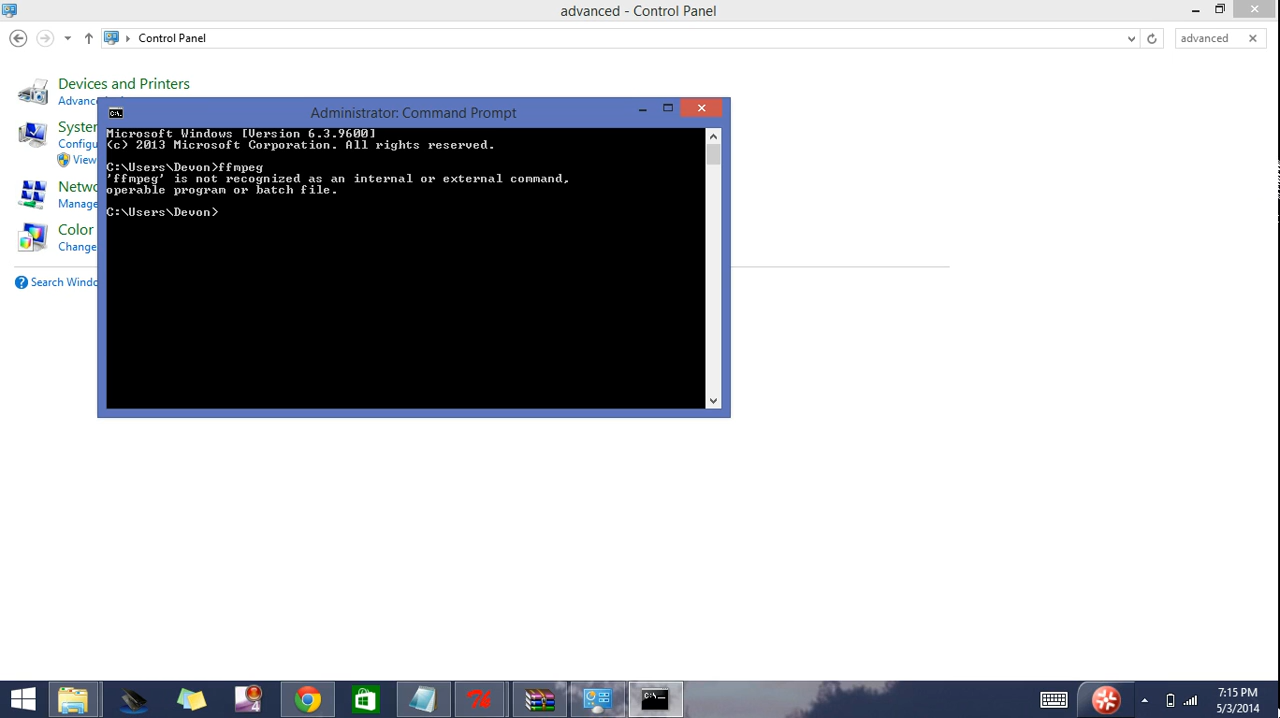 advanced - Control Panel
Control Panel
advanced
Devices and Printers
Advance
System
Configu
View
Netwo
Manage
Color
Change
Search Windo
Administrator: Command Prompt
Microsoft Windows [Version 6.3.9600]
(c) 2013 Microsoft Corporation. All rights reserved.
C:\Users\Devon>ffmpeg
'ffmpeg' is not recognized as an internal or external command,
operable program or batch file.
C:\Users\Devon>
7:15 PM
5/3/2014